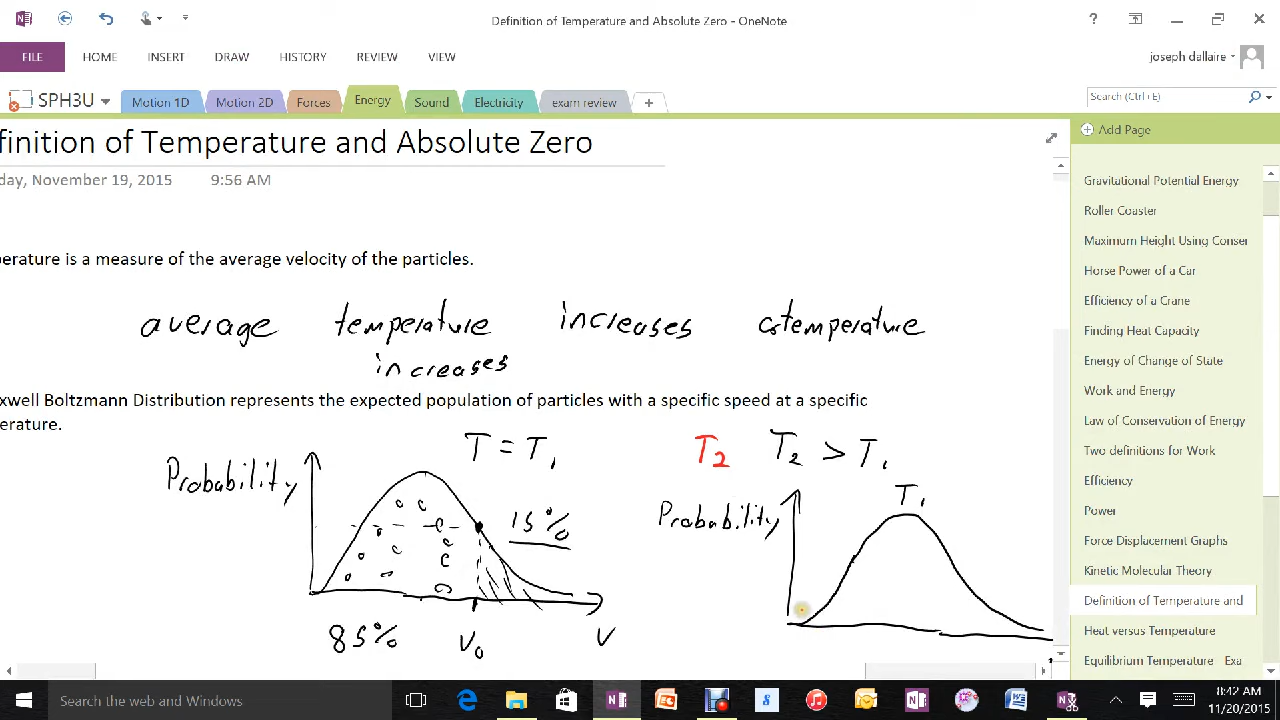 Definition of Temperature and Absolute Zero - OneNote
?
FILE HOME INSERT DRAW HISTORY REVIEW VIEW
joseph dallaire
SPH3U Motion 1D Motion 2D Forces Energy Sound Electricity exam review +
Search (Ctrl+E)
finition of Temperature and Absolute Zero
day, November 19, 2015 9:56 AM
perature is a measure of the average velocity of the particles.
average temperature increases temperature
increases
xwell Boltzmann Distribution represents the expected population of particles with a specific speed at a specific
erature.
T = T1
T2 T2 > T1
Probability
15%
85% V0 V
Probability
T1
Add Page
Gravitational Potential Energy
Roller Coaster
Maximum Height Using Conser
Horse Power of a Car
Efficiency of a Crane
Finding Heat Capacity
Energy of Change of State
Work and Energy
Law of Conservation of Energy
Two definitions for Work
Efficiency
Power
Force Displacement Graphs
Kinetic Molecular Theory
Definition of Temperature and
Heat versus Temperature
Equilibrium Temperature Exa
Search the web and Windows
8:42 AM
11/20/2015